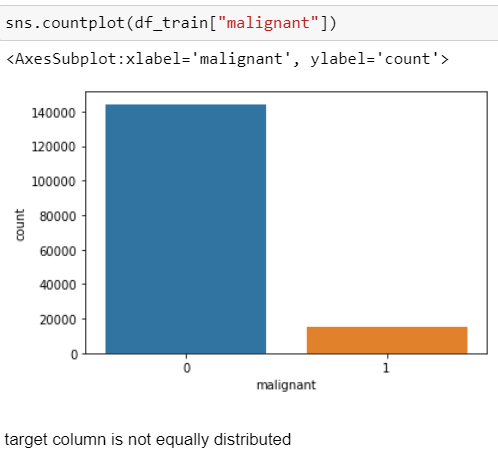 sns.countplot(df_train["malignant"])
<AxesSubplot:xlabel='malignant', ylabel='count'>
140000
120000
100000
80000
60000
40000
20000
0
count
0 1
malignant
target column is not equally distributed